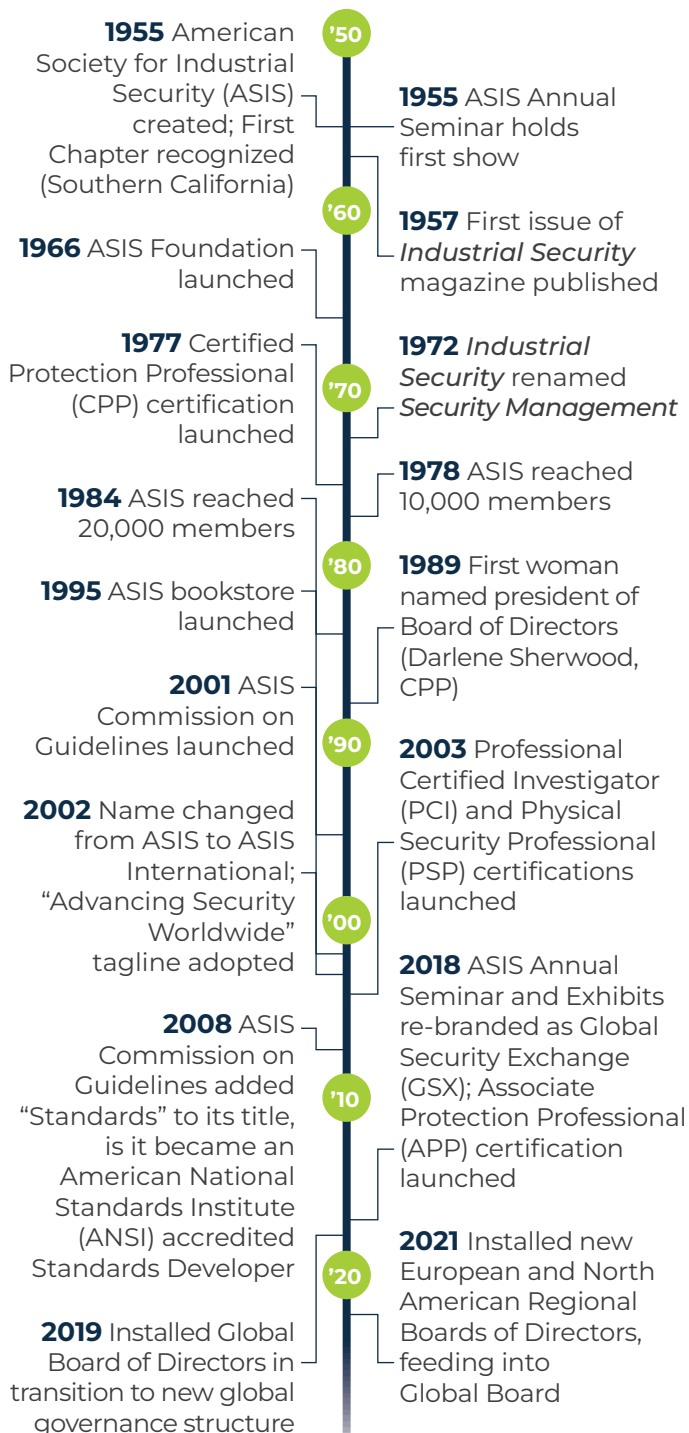 '50
1955 American
Society for Industrial
Security (ASIS)
created; First
Chapter recognized
(Southern California)
1955 ASIS Annual
Seminar holds
first show
'60
1957 First issue of
Industrial Security
magazine published
1966 ASIS Foundation
launched
1977 Certified
Protection Professional
(CPP) certification
launched
1972 Industrial
Security renamed
Security Management
'70
1984 ASIS reached
20,000 members
1978 ASIS reached
10,000 members
'80
1995 ASIS bookstore
launched
1989 First woman
named president of
Board of Directors
(Darlene Sherwood,
CPP)
2001 ASIS
Commission on
Guidelines launched
'90
2003 Professional
Certified Investigator
(PCI) and Physical
Security Professional
(PSP) certifications
launched
2002 Name changed
from ASIS to ASIS
International;
“Advancing Security
Worldwide”
tagline adopted
'00
2018 ASIS Annual
Seminar and Exhibits
re-branded as Global
Security Exchange
(GSX); Associate
Protection Professional
(APP) certification
launched
2008 ASIS
Commission on
Guidelines added
“Standards” to its title,
is it became an
American National
Standards Institute
(ANSI) accredited
Standards Developer
'10
2021 Installed new
European and North
American Regional
Boards of Directors,
feeding into
Global Board
'20
2019 Installed Global
Board of Directors in
transition to new global
governance structure